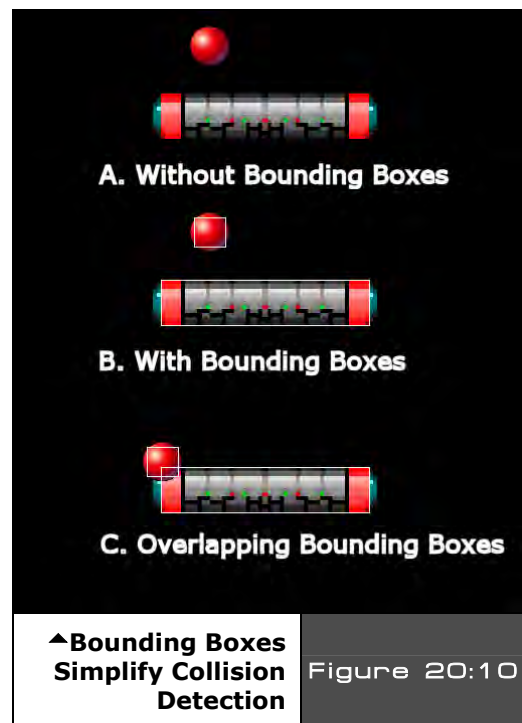 A. Without Bounding Boxes
B. With Bounding Boxes
C. Overlapping Bounding Boxes
▲Bounding Boxes
Simplify Collision
Detection
Figure 20:10